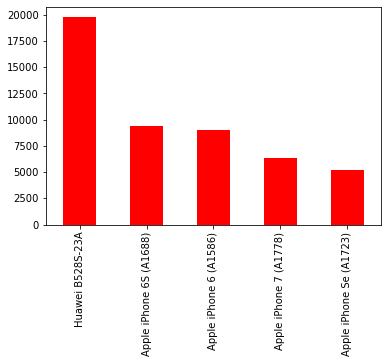 20000
17500
15000
12500
10000
7500
5000
2500
0
Huawei B528S-23A
Apple iPhone 6S (A1688)
Apple iPhone 6 (A1586)
Apple iPhone 7 (A1778)
Apple iPhone Se (A1723)